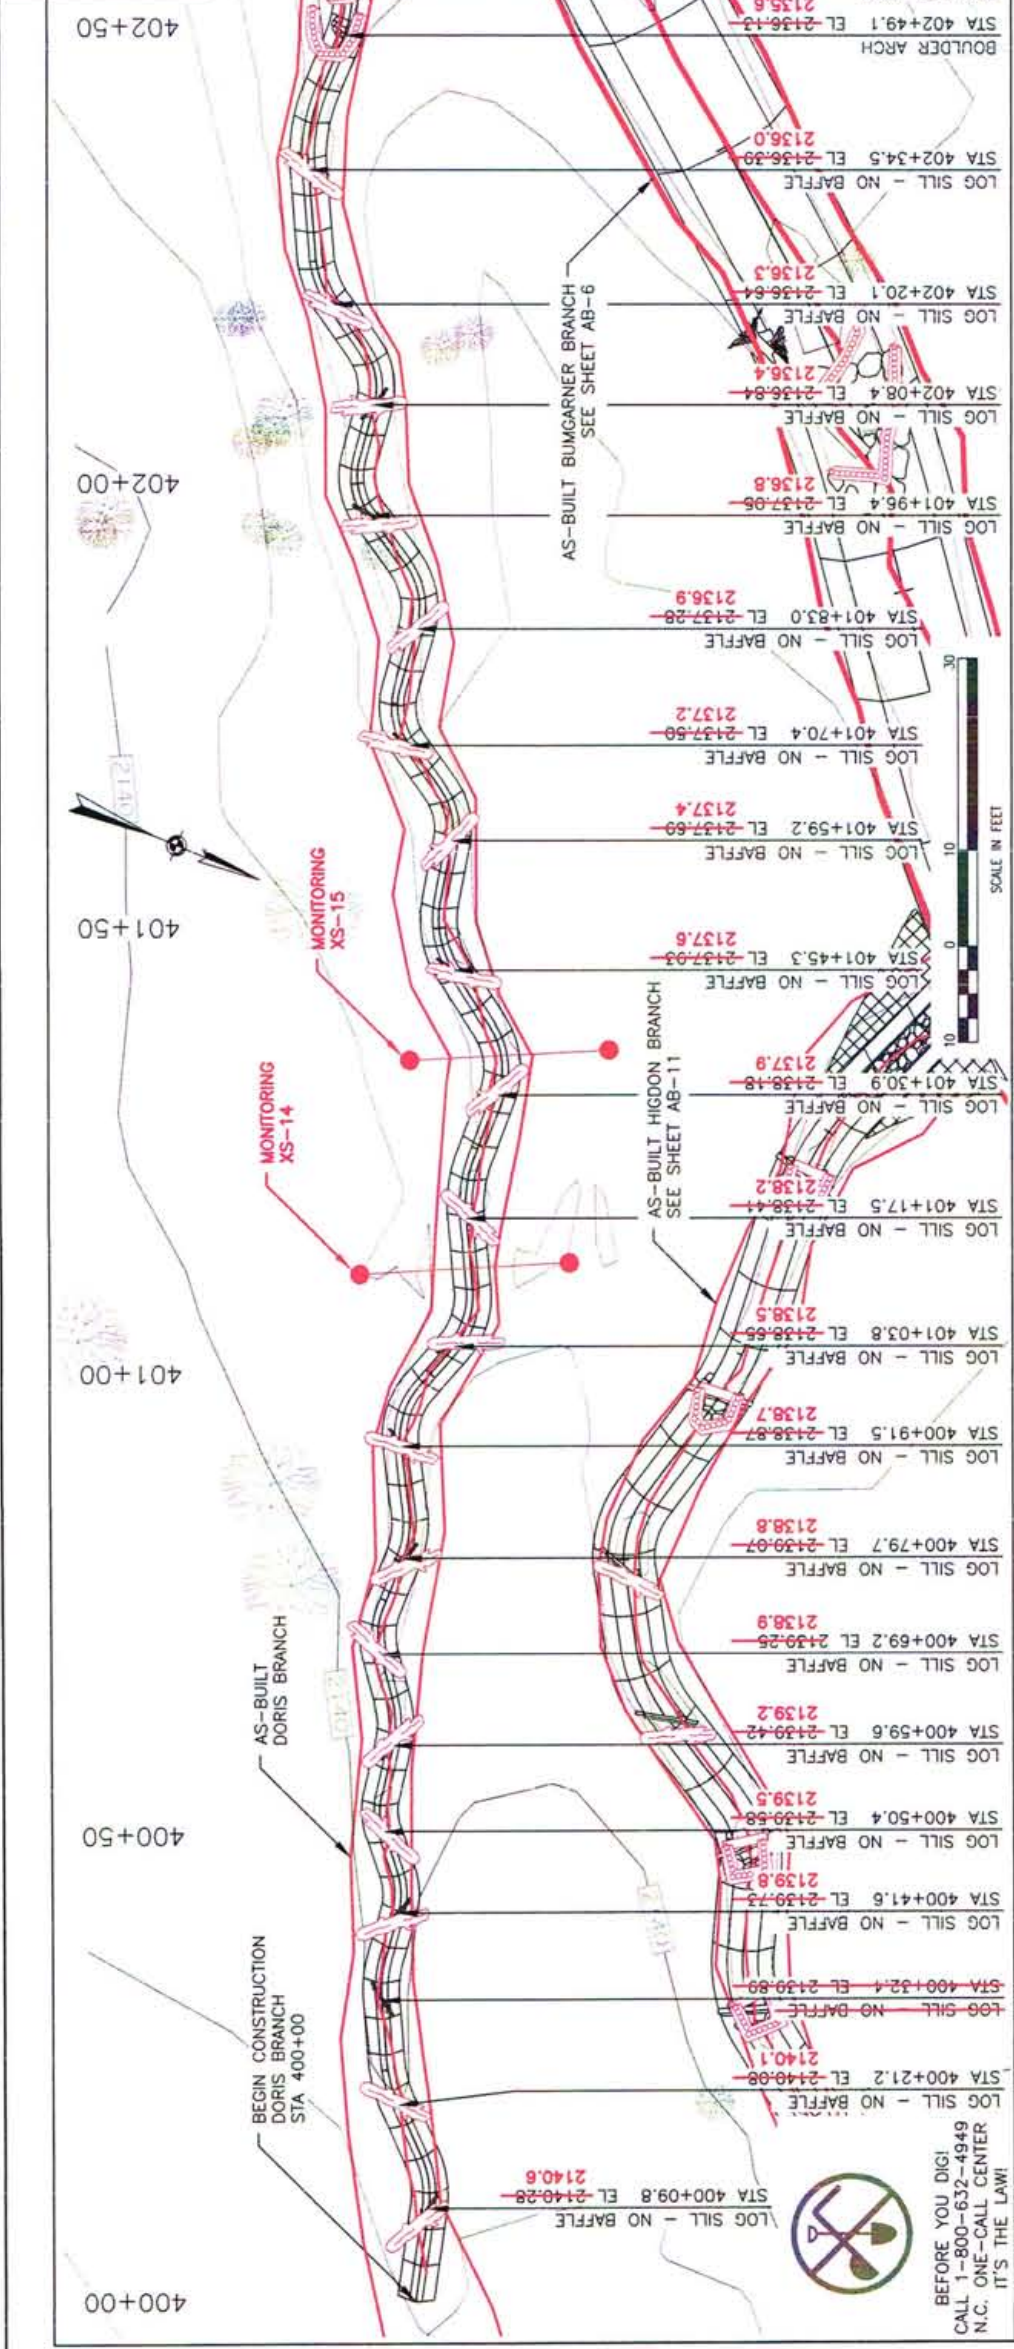 402+50
402+00
401+50
401+00
400+50
400+00
2140
2140
2140
BOULDER ARCH
STA 402+49.1 EL 2136.13
2135.6
LOG SILL - NO BAFFLE
STA 402+34.5 EL 2136.39
2136.0
LOG SILL - NO BAFFLE
STA 402+20.1 EL 2136.64
2136.3
LOG SILL - NO BAFFLE
STA 402+08.4 EL 2136.84
2136.4
LOG SILL - NO BAFFLE
STA 401+96.4 EL 2137.05
2136.8
LOG SILL - NO BAFFLE
STA 401+83.0 EL 2137.28
2136.9
LOG SILL - NO BAFFLE
STA 401+70.4 EL 2137.50
2137.2
LOG SILL - NO BAFFLE
STA 401+59.2 EL 2137.69
2137.4
LOG SILL - NO BAFFLE
STA 401+45.3 EL 2137.93
2137.6
LOG SILL - NO BAFFLE
STA 401+30.9 EL 2138.18
2137.9
LOG SILL - NO BAFFLE
STA 401+17.5 EL 2138.41
2138.2
LOG SILL - NO BAFFLE
STA 401+03.8 EL 2138.65
2138.5
LOG SILL - NO BAFFLE
STA 400+91.5 EL 2138.87
2138.7
LOG SILL - NO BAFFLE
STA 400+79.7 EL 2139.07
2138.8
LOG SILL - NO BAFFLE
STA 400+69.2 EL 2139.25
2138.9
LOG SILL - NO BAFFLE
STA 400+59.6 EL 2139.42
2139.2
LOG SILL - NO BAFFLE
STA 400+50.4 EL 2139.58
2139.5
LOG SILL - NO BAFFLE
STA 400+41.6 EL 2139.73
2139.8
LOG SILL - NO BAFFLE
STA 400+32.4 EL 2139.89
LOG SILL - NO BAFFLE
STA 400+21.2 EL 2140.08
2140.1
LOG SILL - NO BAFFLE
STA 400+09.8 EL 2140.28
2140.6
AS-BUILT BUMGARNER BRANCH
SEE SHEET AB-6
MONITORING
XS-15
MONITORING
XS-14
AS-BUILT HIGDON BRANCH
SEE SHEET AB-11
AS-BUILT
DORIS BRANCH
BEGIN CONSTRUCTION
DORIS BRANCH
STA 400+00
10 0 10 30
SCALE IN FEET
BEFORE YOU DIG!
CALL 1-800-632-4949
N.C. ONE-CALL CENTER
IT'S THE LAW!